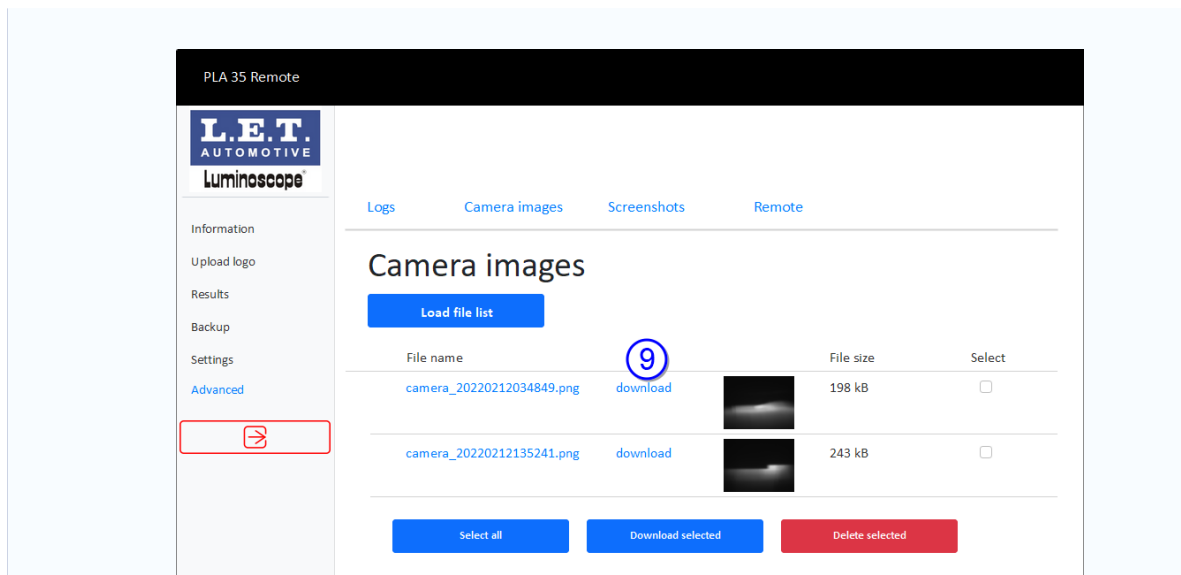 PLA 35 Remote
L.E.T.
AUTOMOTIVE
Luminoscope®
Information
Upload logo
Results
Backup
Settings
Advanced
Logs Camera images Screenshots Remote
Camera images
Load file list
File name File size Select
9
camera_20220212034849.png download 198 kB
camera_20220212135241.png download 243 kB
Select all Download selected Delete selected